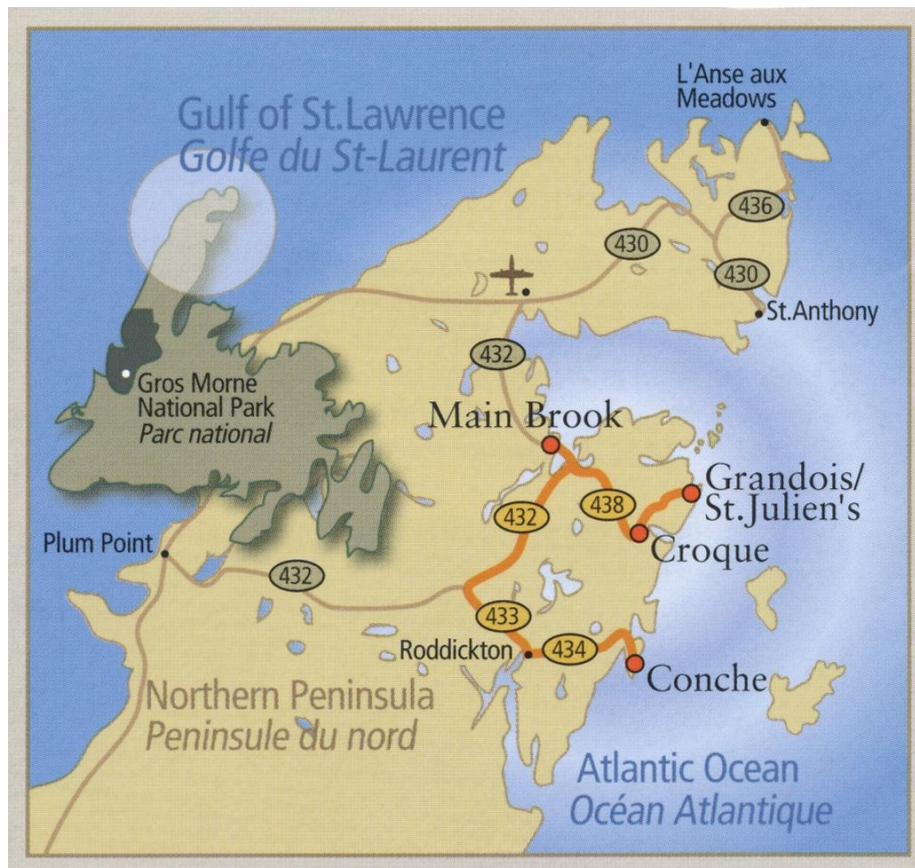 L'Anse aux
Meadows
Gulf of St.Lawrence
Golfe du St-Laurent
436
430
430
St.Anthony
432
Gros Morne
National Park
Parc national
Main Brook
Grandois/
St.Julien's
432
438
Croque
Plum Point
432
433
Roddickton
434
Conche
Northern Peninsula
Peninsule du nord
Atlantic Ocean
Océan Atlantique